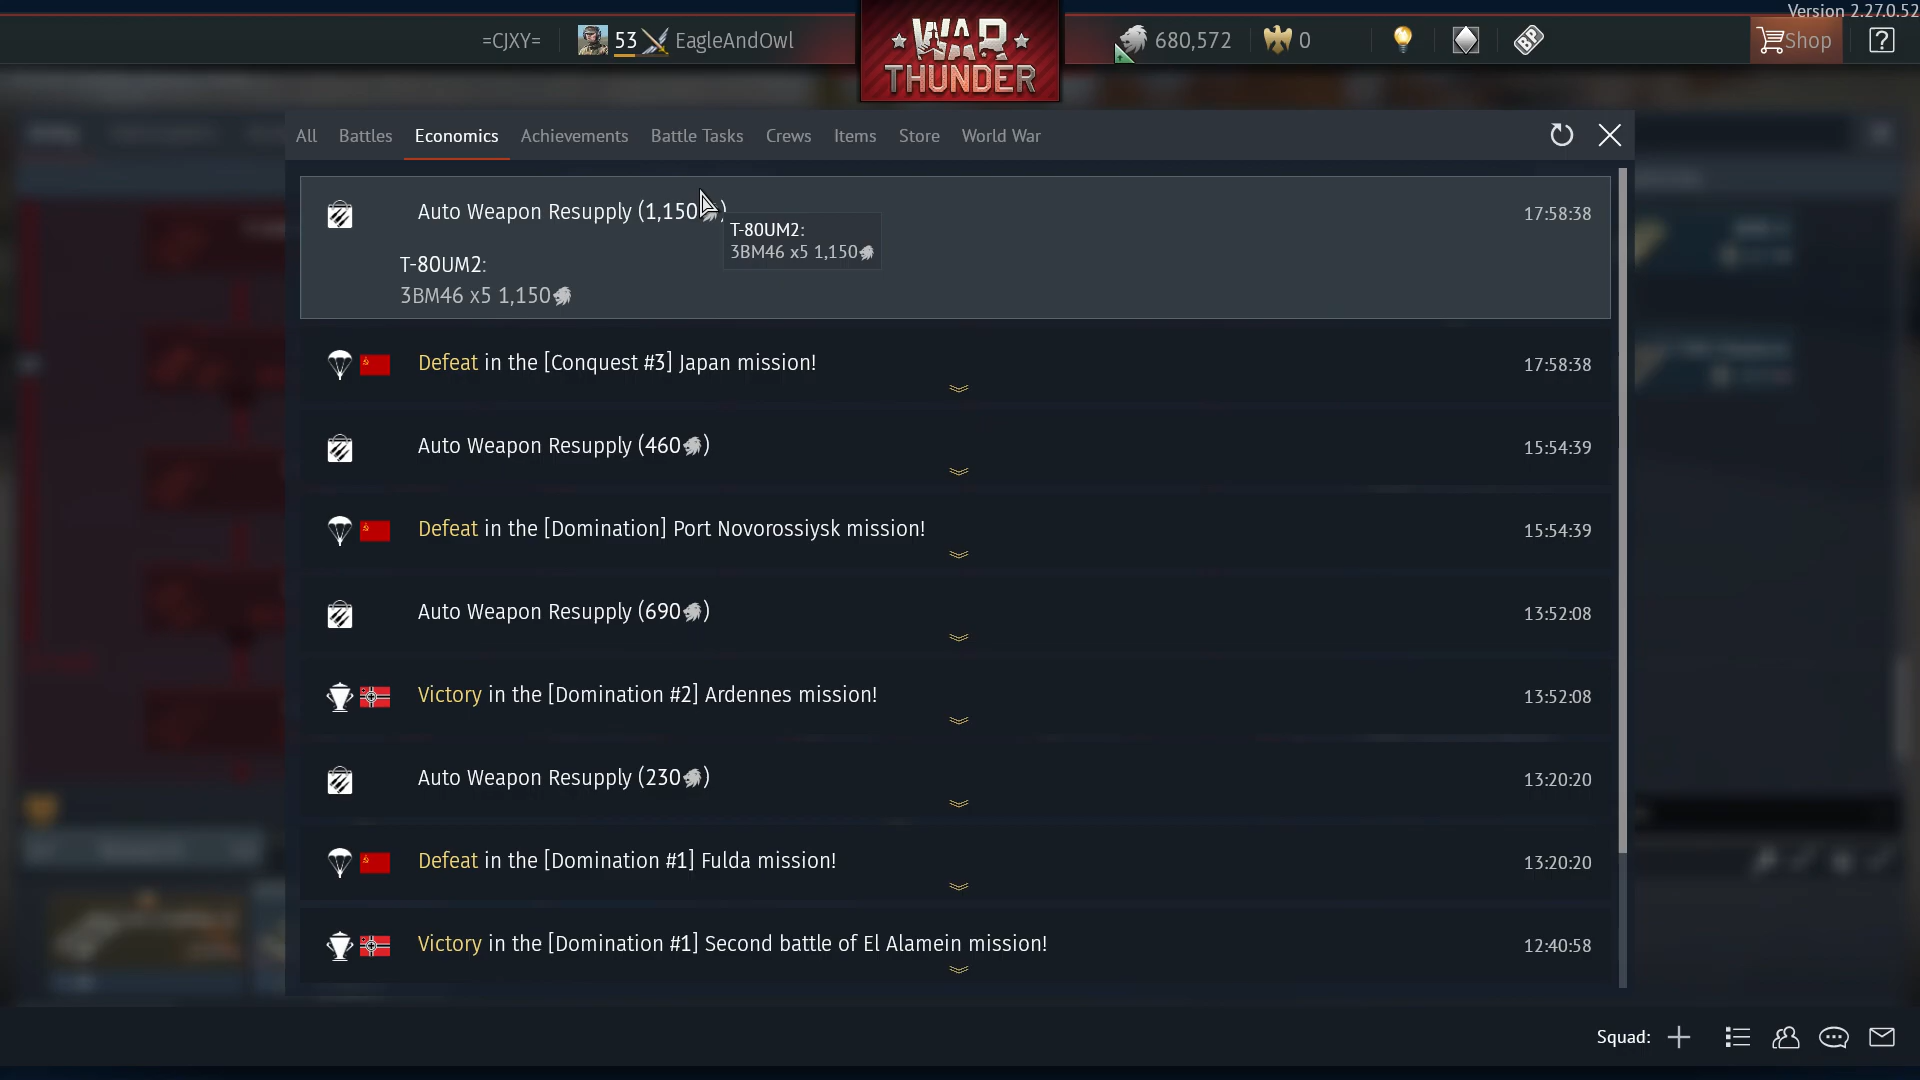 Version 2.27.0.52
=CJXY= 53 EagleAndOwl WAR THUNDER 680,572 0 Shop ?
All Battles Economics Achievements Battle Tasks Crews Items Store World War
Auto Weapon Resupply (1,150) 17:58:38
T-80UM2:
3BM46 x5 1,150
T-80UM2:
3BM46 x5 1,150
Defeat in the [Conquest #3] Japan mission! 17:58:38
Auto Weapon Resupply (460) 15:54:39
Defeat in the [Domination] Port Novorossiysk mission! 15:54:39
Auto Weapon Resupply (690) 13:52:08
Victory in the [Domination #2] Ardennes mission! 13:52:08
Auto Weapon Resupply (230) 13:20:20
Defeat in the [Domination #1] Fulda mission! 13:20:20
Victory in the [Domination #1] Second battle of El Alamein mission! 12:40:58
Squad: